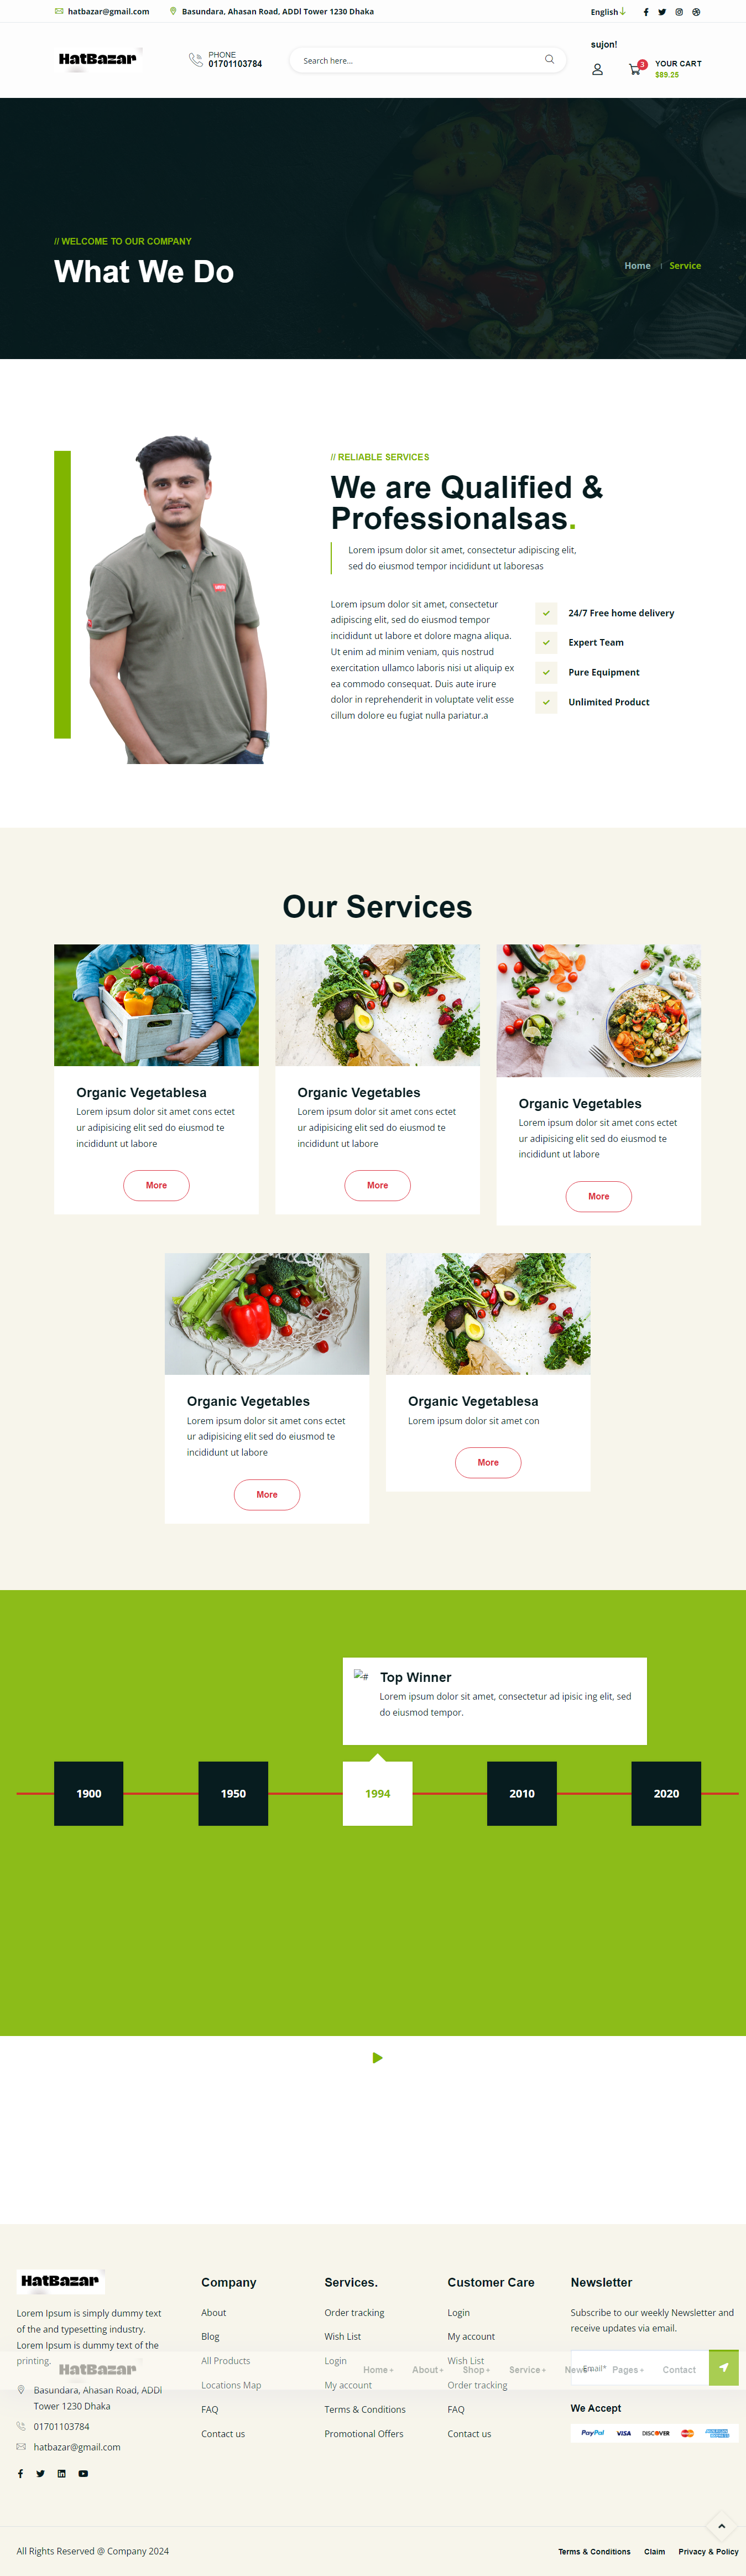 hatbazar@gmail.com
Basundara, Ahasan Road, ADDl Tower 1230 Dhaka
English
sujon!
HatBazar
PHONE
01701103784
Search here...
3
YOUR CART
$89.25
// WELCOME TO OUR COMPANY
What We Do
Home
Service
// RELIABLE SERVICES
We are Qualified &
Professionalsas.
Lorem ipsum dolor sit amet, consectetur adipiscing elit,
sed do eiusmod tempor incididunt ut laboresas
Lorem ipsum dolor sit amet, consectetur
adipiscing elit, sed do eiusmod tempor
incididunt ut labore et dolore magna aliqua.
Ut enim ad minim veniam, quis nostrud
exercitation ullamco laboris nisi ut aliquip ex
ea commodo consequat. Duis aute irure
dolor in reprehenderit in voluptate velit esse
cillum dolore eu fugiat nulla pariatur.a
24/7 Free home delivery
Expert Team
Pure Equipment
Unlimited Product
Our Services
Organic Vegetablesa
Lorem ipsum dolor sit amet cons ectet
ur adipisicing elit sed do eiusmod te
incididunt ut labore
More
Organic Vegetables
Lorem ipsum dolor sit amet cons ectet
ur adipisicing elit sed do eiusmod te
incididunt ut labore
More
Organic Vegetables
Lorem ipsum dolor sit amet cons ectet
ur adipisicing elit sed do eiusmod te
incididunt ut labore
More
Organic Vegetables
Lorem ipsum dolor sit amet cons ectet
ur adipisicing elit sed do eiusmod te
incididunt ut labore
More
Organic Vegetablesa
Lorem ipsum dolor sit amet con
More
#
Top Winner
Lorem ipsum dolor sit amet, consectetur ad ipisic ing elit, sed
do eiusmod tempor.
1900
1950
1994
2010
2020
HatBazar
Lorem Ipsum is simply dummy text
of the and typesetting industry.
Lorem Ipsum is dummy text of the
printing.
Basundara, Ahasan Road, ADDl
Tower 1230 Dhaka
01701103784
hatbazar@gmail.com
Company
About
Blog
All Products
Locations Map
FAQ
Contact us
Services.
Order tracking
Wish List
Login
My account
Terms & Conditions
Promotional Offers
Customer Care
Login
My account
Wish List
Order tracking
FAQ
Contact us
Newsletter
Subscribe to our weekly Newsletter and
receive updates via email.
Email*
We Accept
PayPal
VISA
DISCOVER
AMERICAN EXPRESS
HatBazar
Home +
About +
Shop +
Service +
News
Pages +
Contact
All Rights Reserved @ Company 2024
Terms & Conditions
Claim
Privacy & Policy